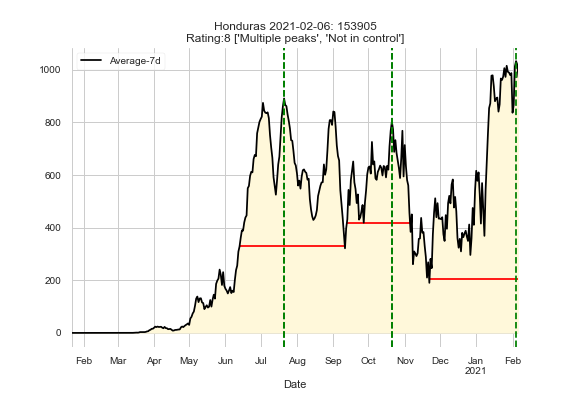 Honduras 2021-02-06: 153905
Rating:8 ['Multiple peaks', 'Not in control']
Average-7d
1000
800
600
400
200
0
Feb Mar Apr May Jun Jul Aug Sep Oct Nov Dec Jan Feb
2021
Date